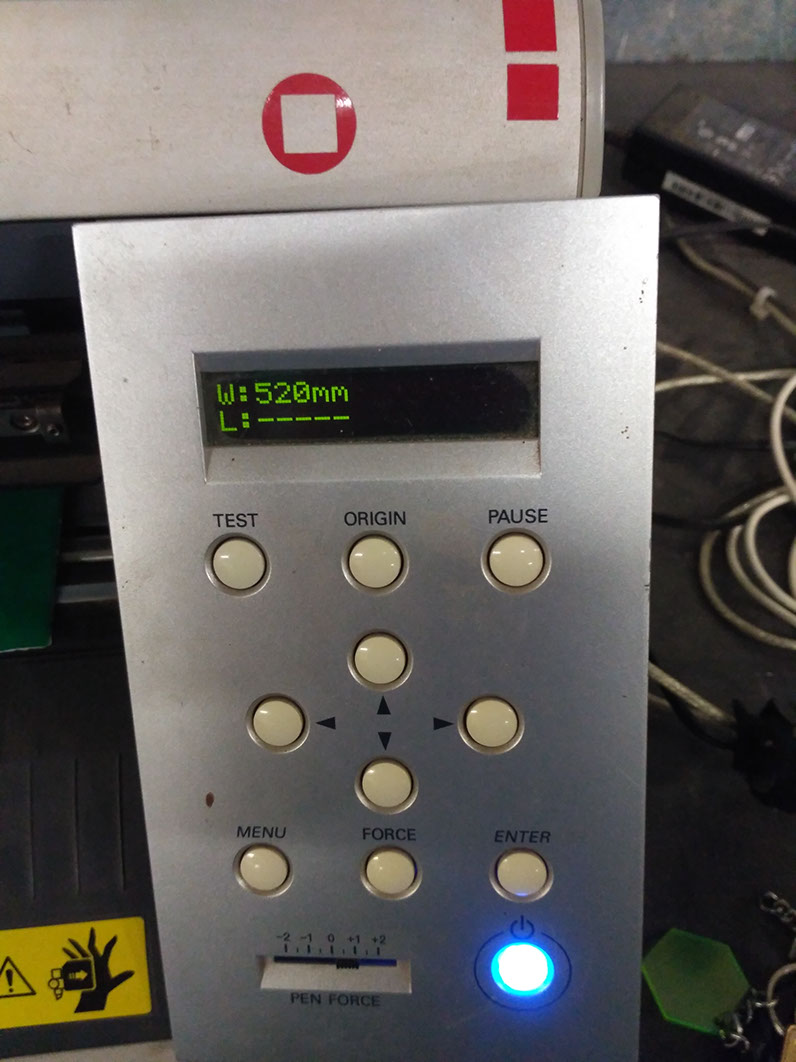 W:520mm
L:-----
TEST ORIGIN PAUSE
MENU FORCE ENTER
-2 -1 0 +1 +2
PEN FORCE